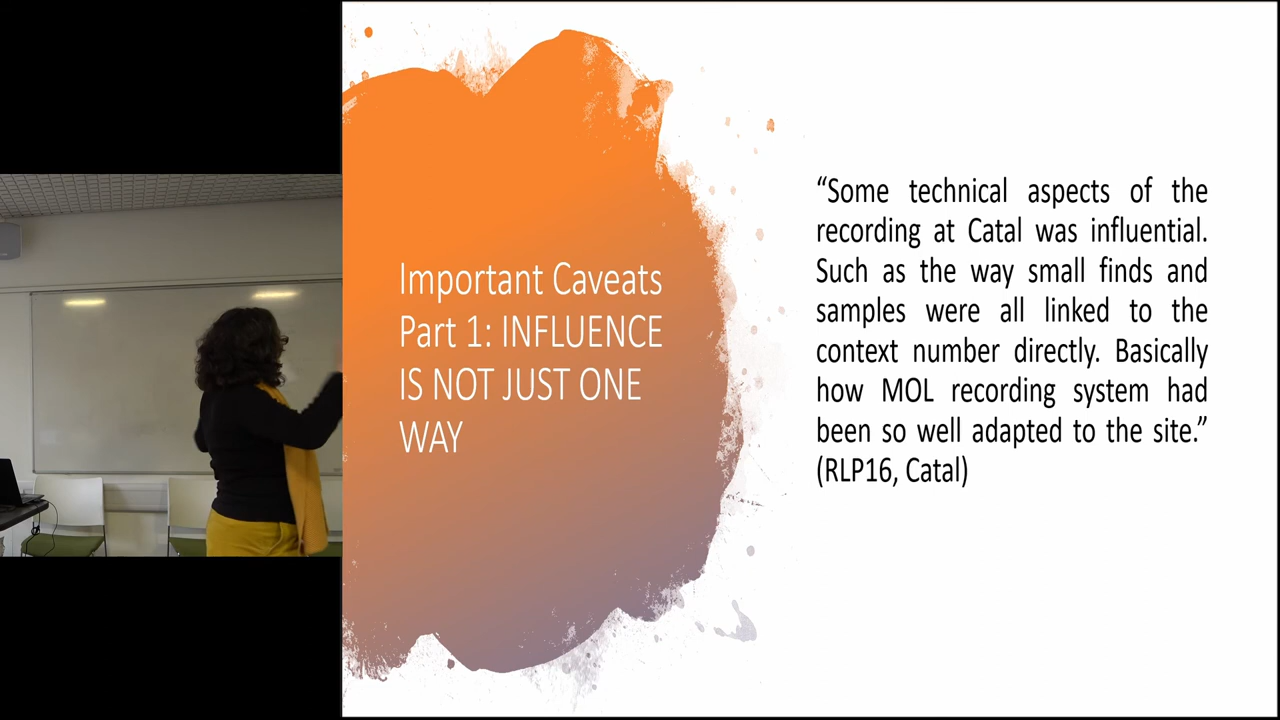 Important Caveats
Part 1: INFLUENCE
IS NOT JUST ONE
WAY
“Some technical aspects of the
recording at Catal was influential.
Such as the way small finds and
samples were all linked to the
context number directly. Basically
how MOL recording system had
been so well adapted to the site.”
(RLP16, Catal)